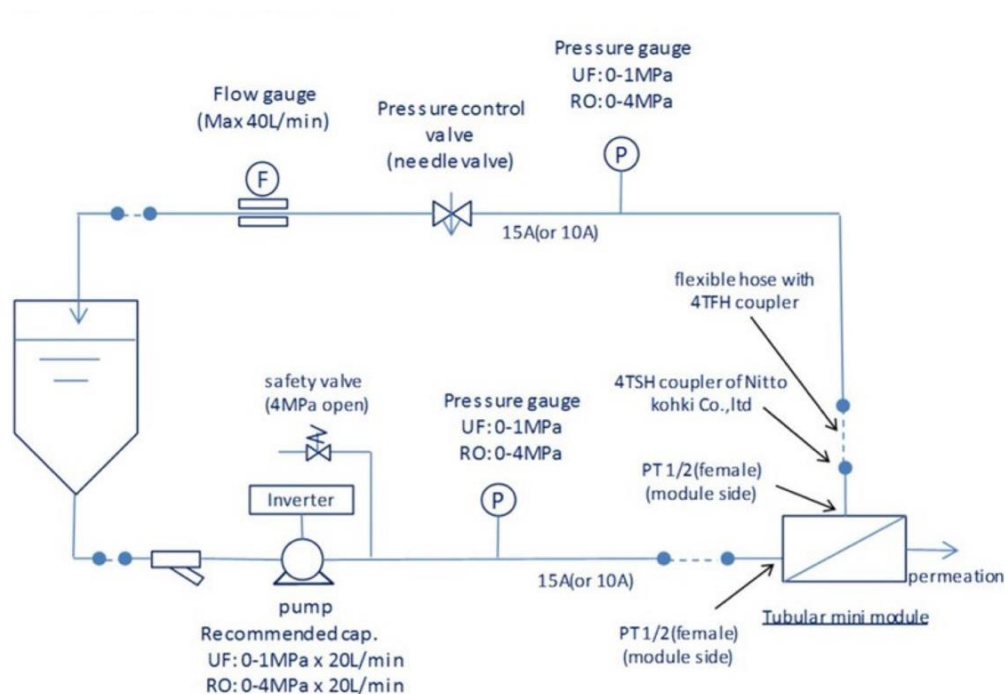 Pressure gauge
UF: 0-1MPa
RO: 0-4MPa
Flow gauge
(Max 40L/min)
Pressure control
valve
(needle valve)
P
F
15A(or 10A)
flexible hose with
4TFH coupler
safety valve
(4MPa open)
Pressure gauge
UF: 0-1MPa
RO: 0-4MPa
4TSH coupler of Nitto
kohki Co.,ltd
PT 1/2(female)
(module side)
Inverter
P
15A(or 10A)
permeation
pump
Recommended cap.
UF: 0-1MPa x 20L/min
RO: 0-4MPa x 20L/min
Tubular mini module
PT 1/2(female)
(module side)